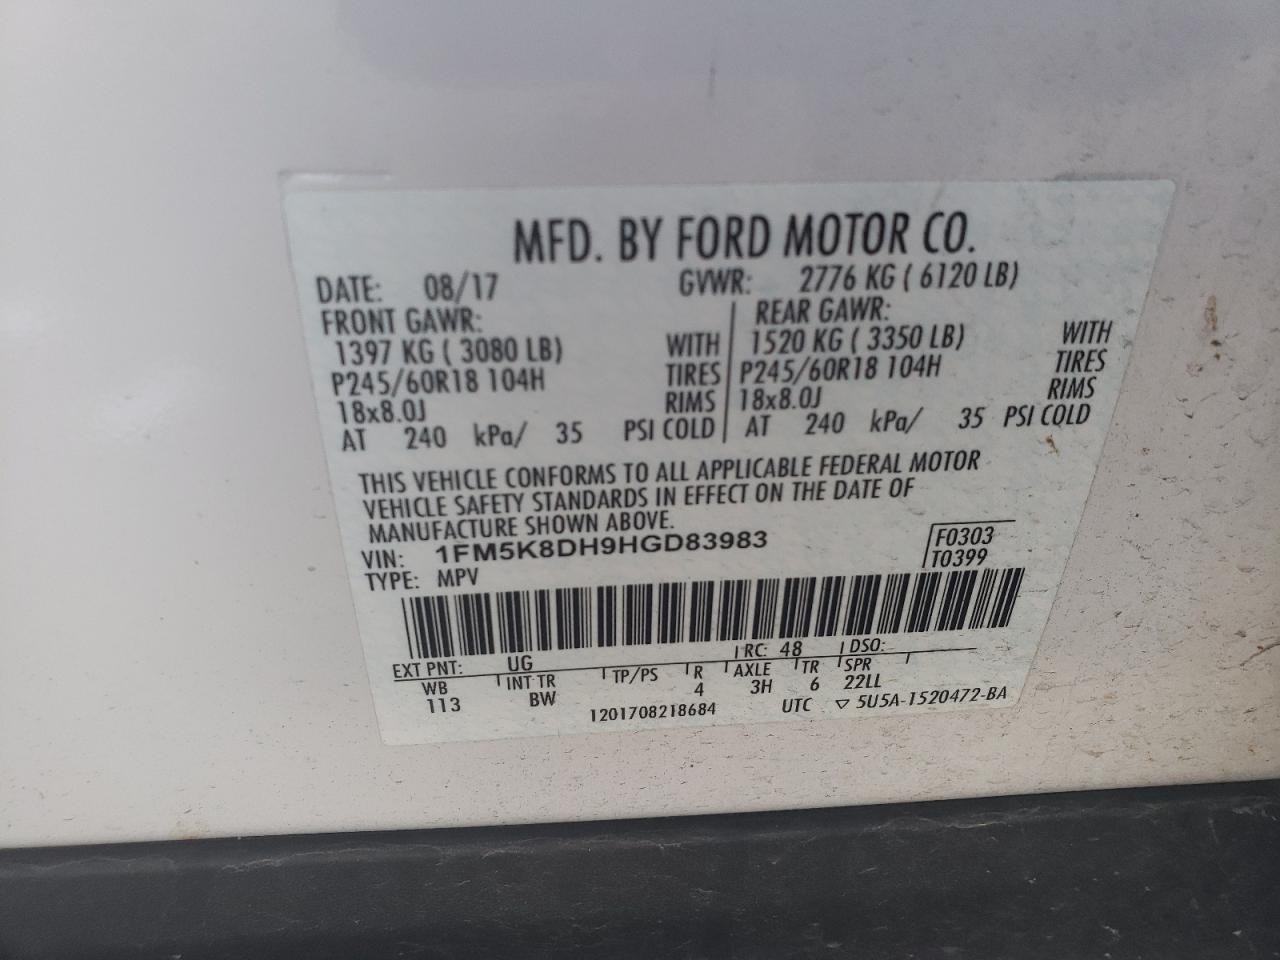 MFD. BY FORD MOTOR CO.
DATE: 08/17 GVWR: 2776 KG ( 6120 LB)
FRONT GAWR: REAR GAWR:
1397 KG ( 3080 LB) WITH 1520 KG ( 3350 LB) WITH
P245/60R18 104H TIRES P245/60R18 104H TIRES
18x8.0J RIMS 18x8.0J RIMS
AT 240 kPa/ 35 PSI COLD AT 240 kPa/ 35 PSI COLD
THIS VEHICLE CONFORMS TO ALL APPLICABLE FEDERAL MOTOR
VEHICLE SAFETY STANDARDS IN EFFECT ON THE DATE OF
MANUFACTURE SHOWN ABOVE.
VIN: 1FM5K8DH9HGD83983 F0303
TYPE: MPV T0399
EXT PNT: UG RC: 48 DSO:
WB INT TR TP/PS R AXLE TR SPR
113 BW 4 3H 6 22LL
1201708218684 UTC ▽ 5U5A-1520472-BA